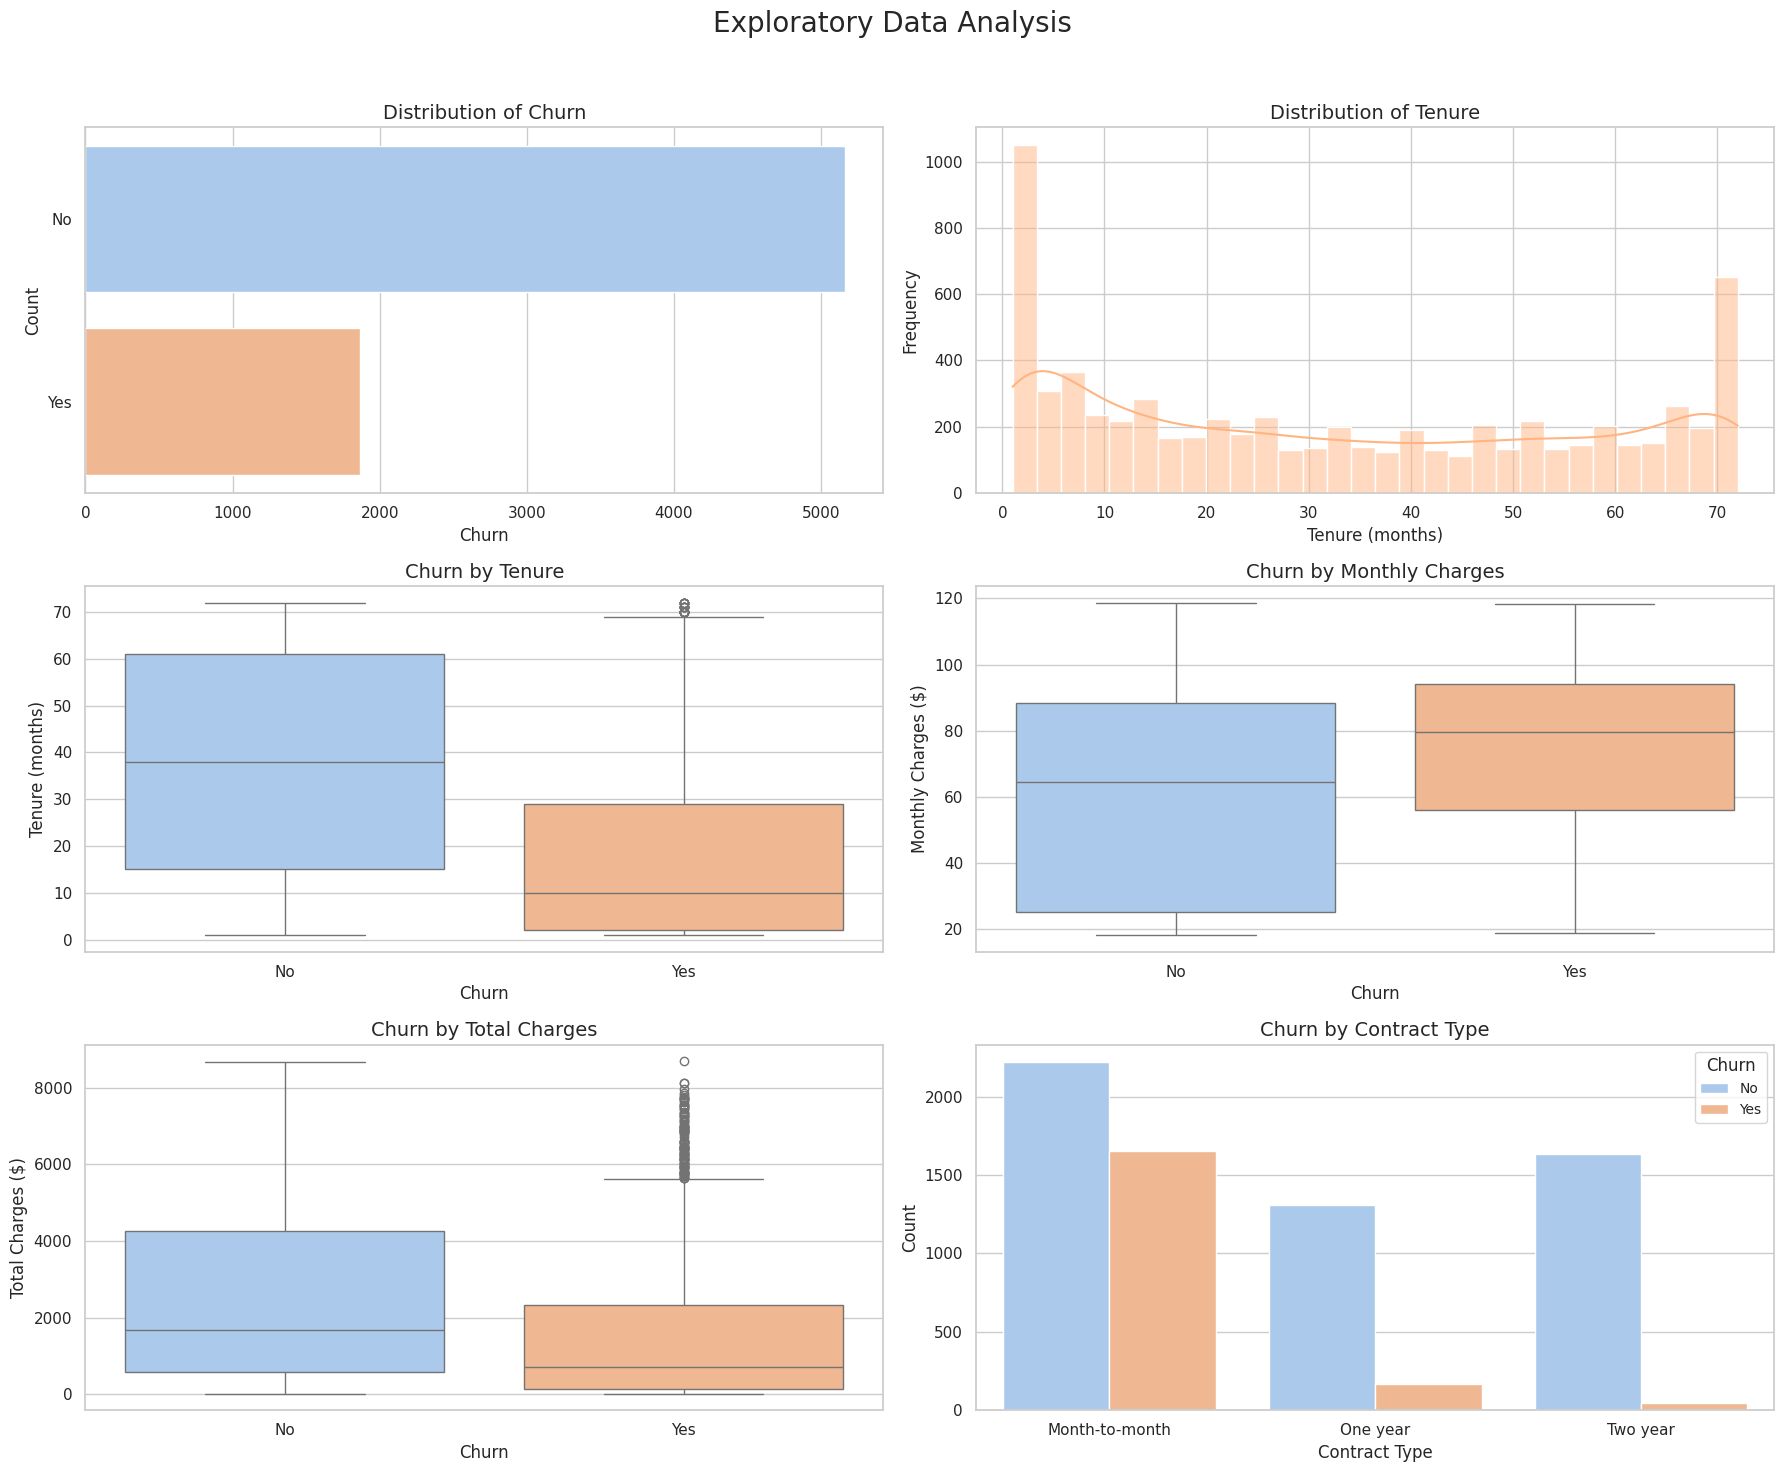 Exploratory Data Analysis
Distribution of Churn
Count
No
Yes
0 1000 2000 3000 4000 5000
Churn
Distribution of Tenure
Frequency
1000
800
600
400
200
0
0 10 20 30 40 50 60 70
Tenure (months)
Churn by Tenure
Tenure (months)
70
60
50
40
30
20
10
0
No Yes
Churn
Churn by Monthly Charges
Monthly Charges ($)
120
100
80
60
40
20
No Yes
Churn
Churn by Total Charges
Total Charges ($)
8000
6000
4000
2000
0
No Yes
Churn
Churn by Contract Type
Churn
No
Yes
Count
2000
1500
1000
500
0
Month-to-month One year Two year
Contract Type